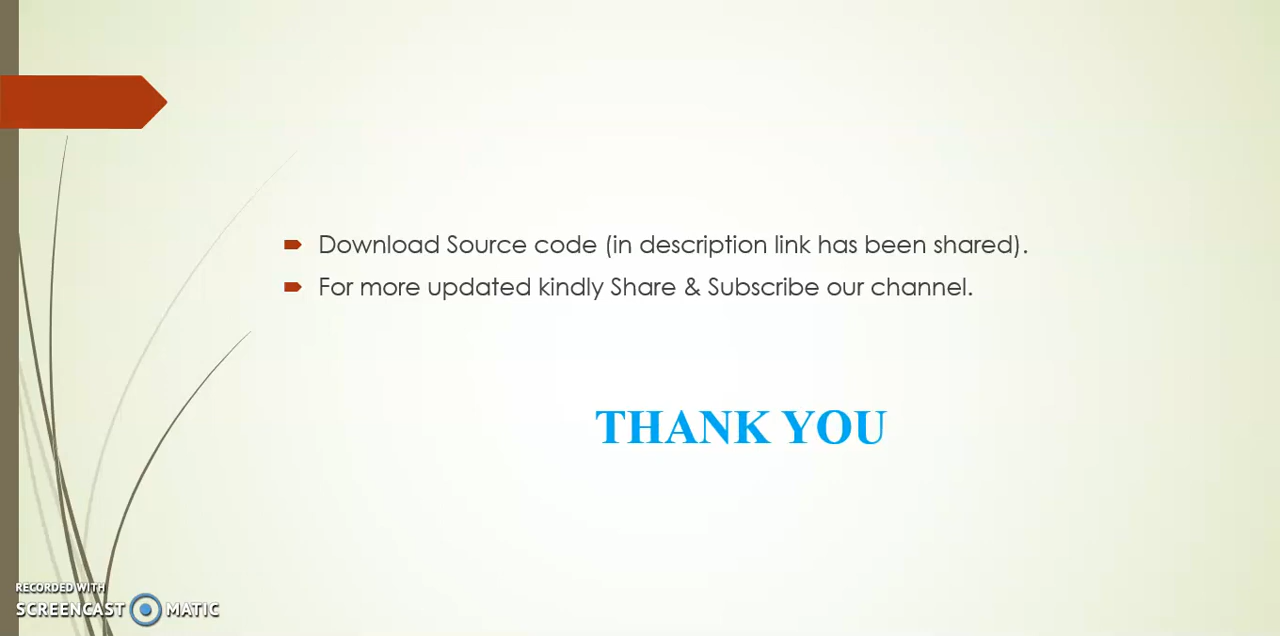 Download Source code (in description link has been shared).
For more updated kindly Share & Subscribe our channel.
THANK YOU
RECORDED WITH
SCREENCAST MATIC